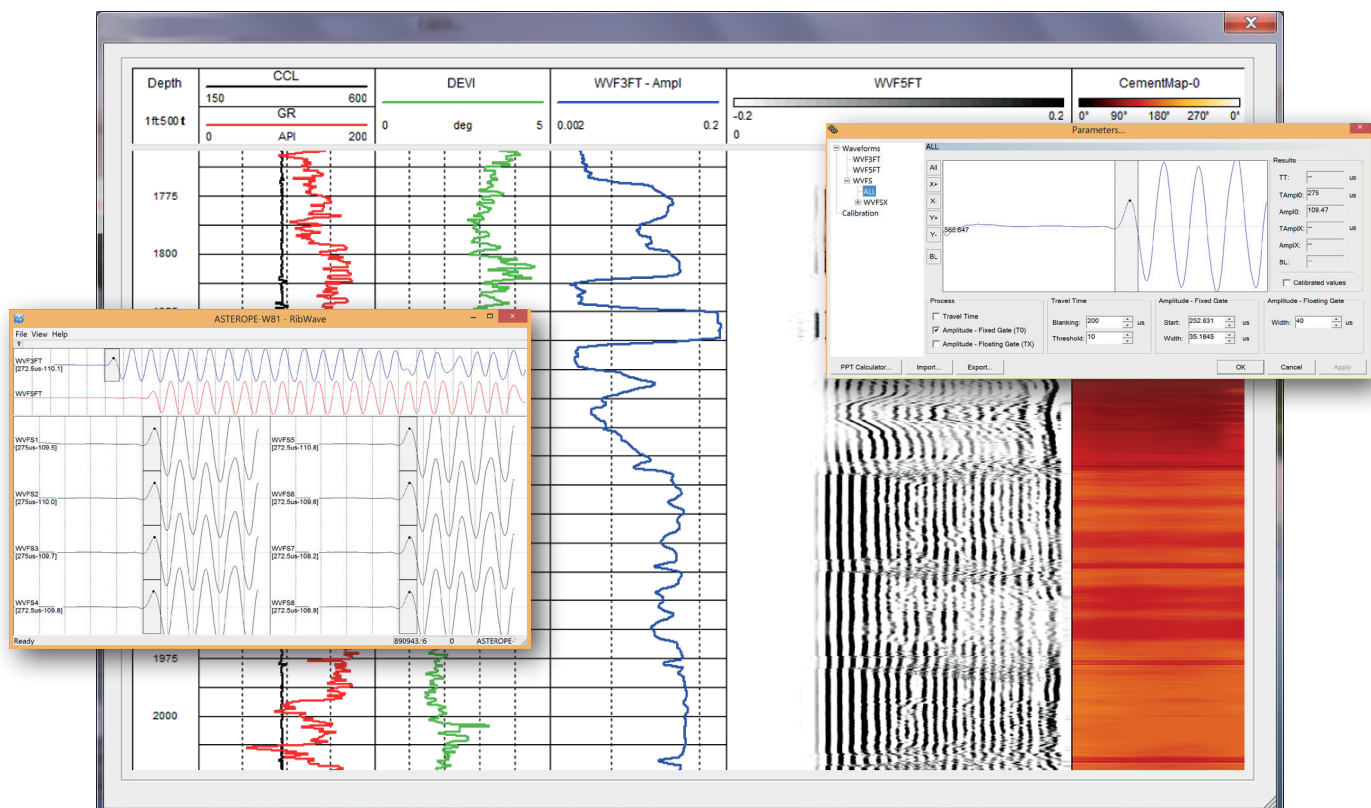 Depth
1ft:500 ft
CCL
150 600
GR
0 API 200
DEVI
0 deg 5
WVF3FT - Ampl
0.002 0.2
WVF5FT
-0.2 0.2
0
CementMap-0
0° 90° 180° 270° 0°
1775
1800
1975
2000
Parameters...
Waveforms
WVF3FT
WVF5FT
WVFS
ALL
WVFSX
Calibration
ALL
All
X+
X-
Y+
Y-
BL
Results
TT: -- us
TAmpl0: 275 us
Ampl0: 109.47
TAmplX: -- us
AmplX: --
BL: --
Calibrated values
Process
Travel Time
Amplitude - Fixed Gate (T0)
Amplitude - Floating Gate (TX)
Travel Time
Blanking: 200 us
Threshold: 10
Amplitude - Fixed Gate
Start: 252.631 us
Width: 35.1645 us
Amplitude - Floating Gate
Width: 40 us
PPT Calculator...
Import...
Export...
OK
Cancel
Apply
ASTEROPE-W81 - RibWave
File View Help
WVF3FT
[272.5us-110.1]
WVF5FT
WVFS1
[275us-109.5]
WVFS5
[272.5us-110.8]
WVFS2
[275us-110.0]
WVFS6
[272.5us-109.6]
WVFS3
[275us-109.7]
WVFS7
[272.5us-108.2]
WVFS4
[272.5us-109.8]
WVFS8
[272.5us-108.9]
Ready
0
ASTEROPE-